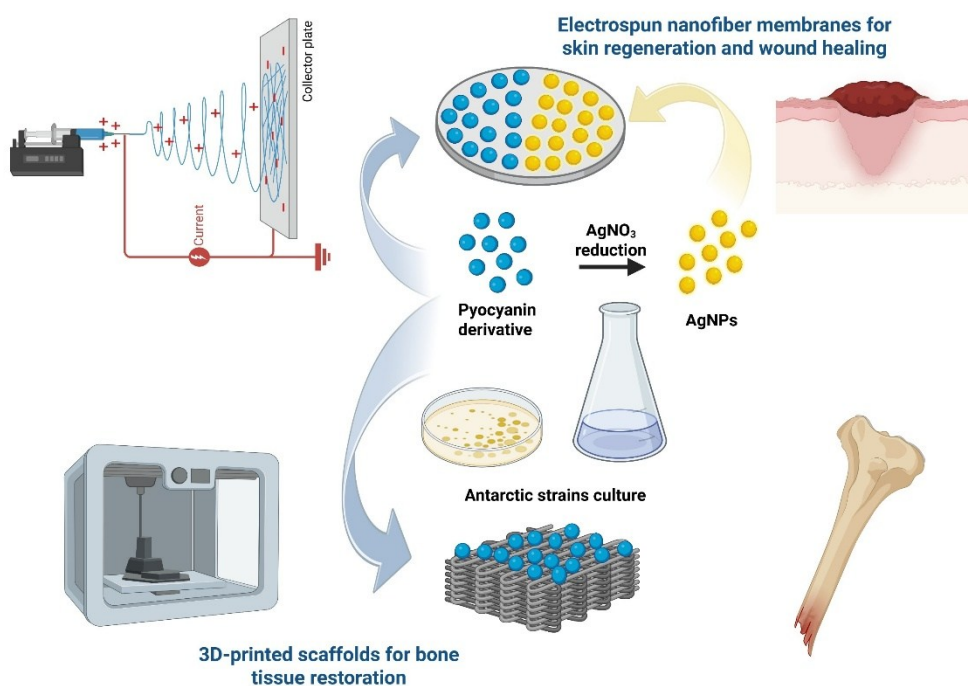 Electrospun nanofiber membranes for
skin regeneration and wound healing
Collector plate
Current
AgNO₃
reduction
Pyocyanin
derivative
AgNPs
Antarctic strains culture
3D-printed scaffolds for bone
tissue restoration